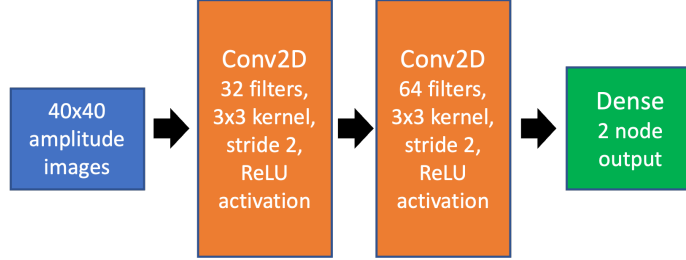 40x40
amplitude
images
Conv2D
32 filters,
3x3 kernel,
stride 2,
ReLU
activation
Conv2D
64 filters,
3x3 kernel,
stride 2,
ReLU
activation
Dense
2 node
output